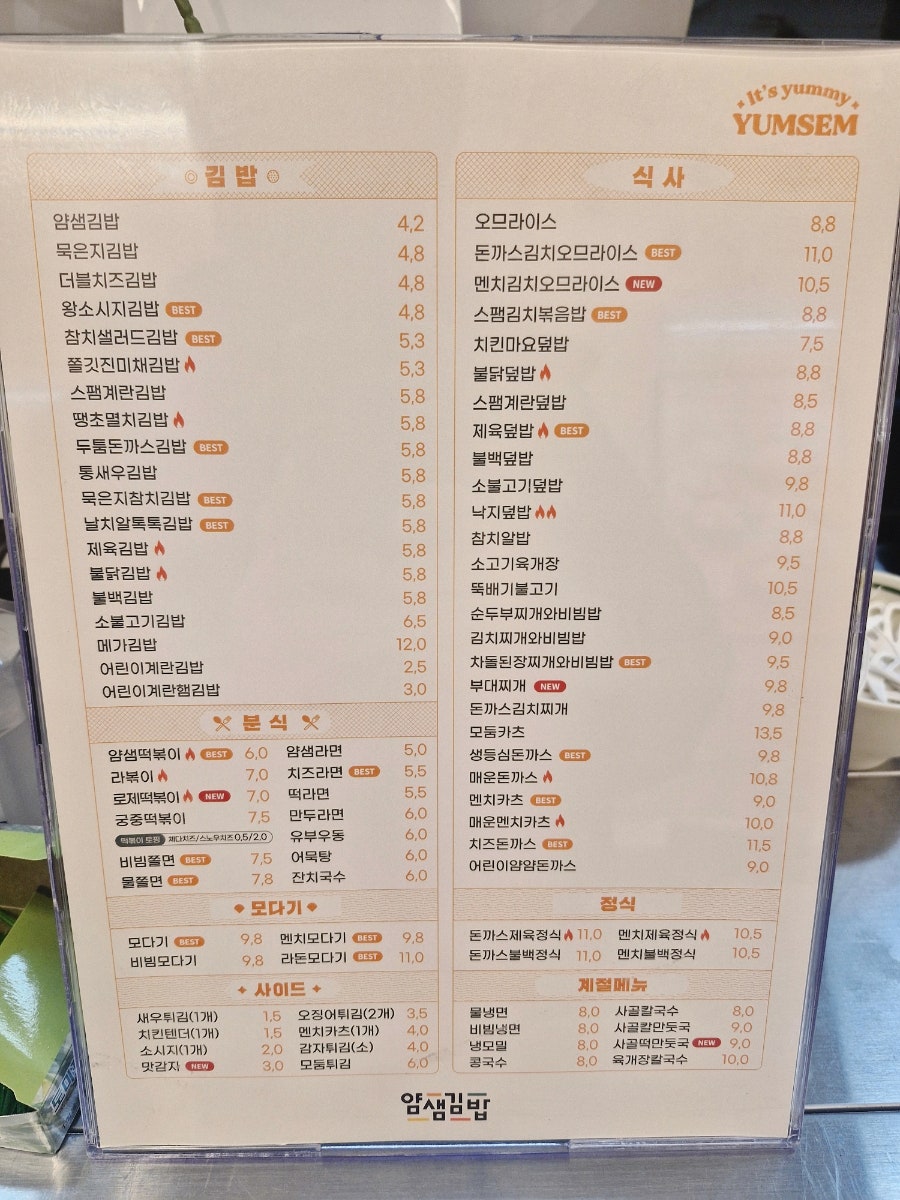 It's yummy
YUMSEM
김밥
얌샘김밥 4,2
묵은지김밥 4,8
더블치즈김밥 4,8
왕소시지김밥 BEST 4,8
참치샐러드김밥 BEST 5,3
쫄깃진미채김밥 5,3
스팸계란김밥 5,8
땡초멸치김밥 5,8
두툼돈까스김밥 BEST 5,8
통새우김밥 5,8
묵은지참치김밥 BEST 5,8
날치알톡톡김밥 BEST 5,8
제육김밥 5,8
불닭김밥 5,8
불백김밥 5,8
소불고기김밥 6,5
메가김밥 12,0
어린이계란김밥 2,5
어린이계란햄김밥 3,0
분식
얌샘떡볶이 BEST 6,0
라볶이 7,0
로제떡볶이 NEW 7,0
궁중떡볶이 7,5
떡볶이 토핑 체다치즈/스노우치즈 0,5/2,0
비빔쫄면 BEST 7,5
물쫄면 BEST 7,8
얌샘라면 5,0
치즈라면 BEST 5,5
떡라면 5,5
만두라면 6,0
유부우동 6,0
어묵탕 6,0
잔치국수 6,0
모다기
모다기 BEST 9,8
비빔모다기 9,8
멘치모다기 BEST 9,8
라돈모다기 BEST 11,0
사이드
새우튀김(1개) 1,5
치킨텐더(1개) 1,5
소시지(1개) 2,0
맛감자 NEW 3,0
오징어튀김(2개) 3,5
멘치카츠(1개) 4,0
감자튀김(소) 4,0
모둠튀김 6,0
식사
오므라이스 8,8
돈까스김치오므라이스 BEST 11,0
멘치김치오므라이스 NEW 10,5
스팸김치볶음밥 BEST 8,8
치킨마요덮밥 7,5
불닭덮밥 8,8
스팸계란덮밥 8,5
제육덮밥 BEST 8,8
불백덮밥 8,8
소불고기덮밥 9,8
낙지덮밥 11,0
참치알밥 8,8
소고기육개장 9,5
뚝배기불고기 10,5
순두부찌개와비빔밥 8,5
김치찌개와비빔밥 9,0
차돌된장찌개와비빔밥 BEST 9,5
부대찌개 NEW 9,8
돈까스김치찌개 9,8
모둠카츠 13,5
생등심돈까스 BEST 9,8
매운돈까스 10,8
멘치카츠 BEST 9,0
매운멘치카츠 10,0
치즈돈까스 BEST 11,5
어린이얌얌돈까스 9,0
정식
돈까스제육정식 11,0
돈까스불백정식 11,0
멘치제육정식 10,5
멘치불백정식 10,5
계절메뉴
물냉면 8,0
비빔냉면 8,0
냉모밀 8,0
콩국수 8,0
사골칼국수 8,0
사골칼만둣국 9,0
사골떡만둣국 NEW 9,0
육개장칼국수 10,0
얌샘김밥